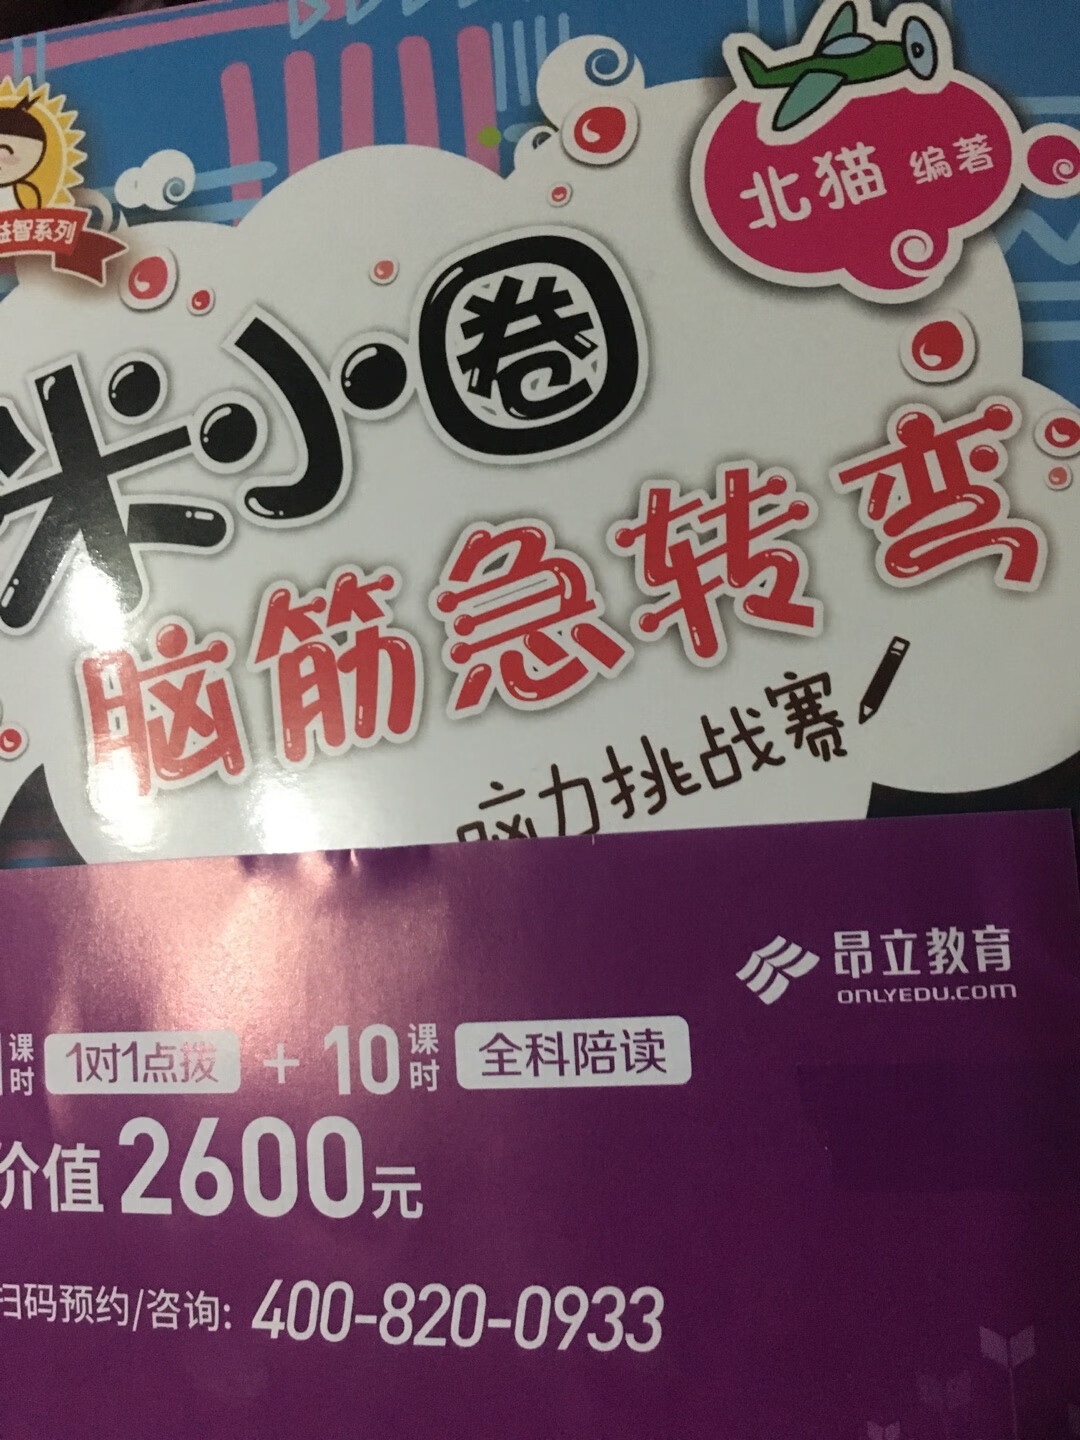 北猫 编著
益智系列
米小圈
脑筋急转弯
脑力挑战赛
昂立教育
ONLYEDU.COM
课时 1对1点拨 + 10课时 全科陪读
价值2600元
扫码预约/咨询: 400-820-0933